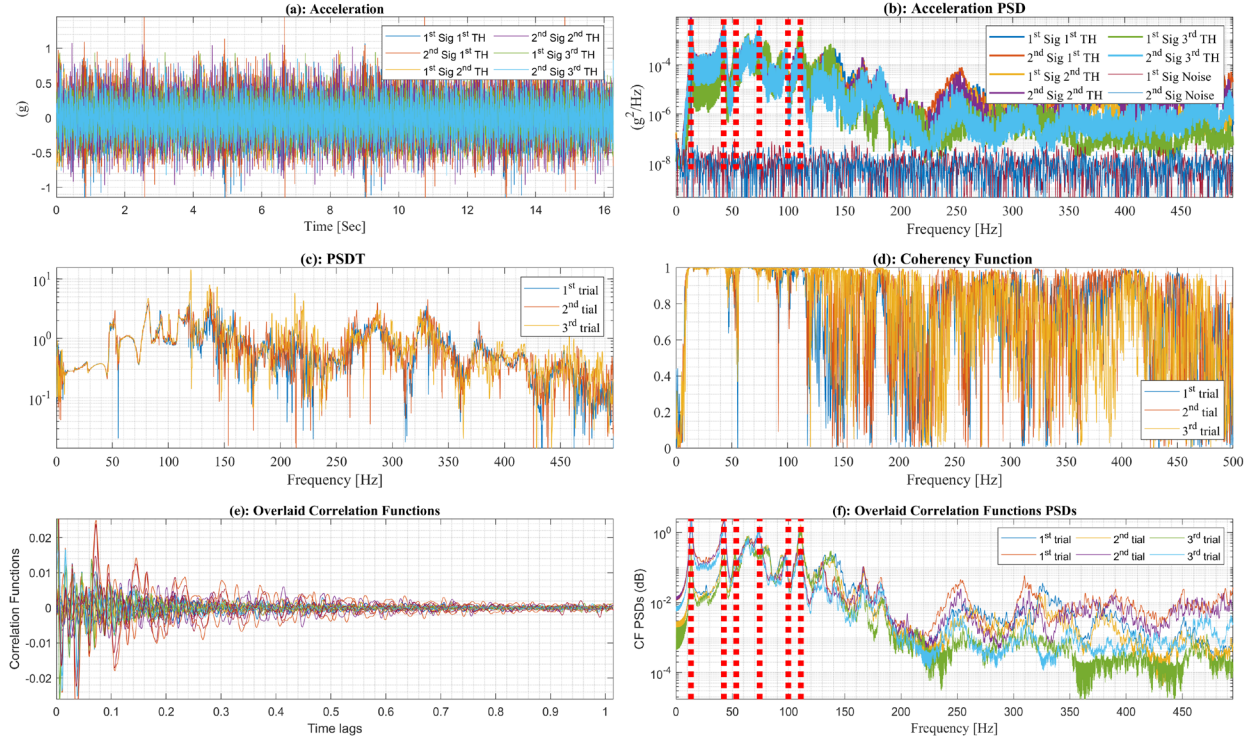 (a): Acceleration
1st Sig 1st TH
2nd Sig 2nd TH
2nd Sig 1st TH
1st Sig 3rd TH
1st Sig 2nd TH
2nd Sig 3rd TH
(g)
1
0.5
0
-0.5
-1
0 2 4 6 8 10 12 14 16
Time [Sec]
(b): Acceleration PSD
1st Sig 1st TH
1st Sig 3rd TH
2nd Sig 1st TH
2nd Sig 3rd TH
1st Sig 2nd TH
1st Sig Noise
2nd Sig 2nd TH
2nd Sig Noise
(g2/Hz)
10-4
10-6
10-8
0 50 100 150 200 250 300 350 400 450
Frequency [Hz]
(c): PSDT
1st trial
2nd tial
3rd trial
101
100
10-1
0 50 100 150 200 250 300 350 400 450
Frequency [Hz]
(d): Coherency Function
1
0.8
0.6
0.4
0.2
0
1st trial
2nd tial
3rd trial
0 50 100 150 200 250 300 350 400 450 500
Frequency [Hz]
(e): Overlaid Correlation Functions
Correlation Functions
0.02
0.01
0
-0.01
-0.02
0 0.1 0.2 0.3 0.4 0.5 0.6 0.7 0.8 0.9 1
Time lags
(f): Overlaid Correlation Functions PSDs
1st trial
2nd tial
3rd trial
1st trial
2nd tial
3rd trial
CF PSDs (dB)
100
10-2
10-4
0 50 100 150 200 250 300 350 400 450
Frequency [Hz]